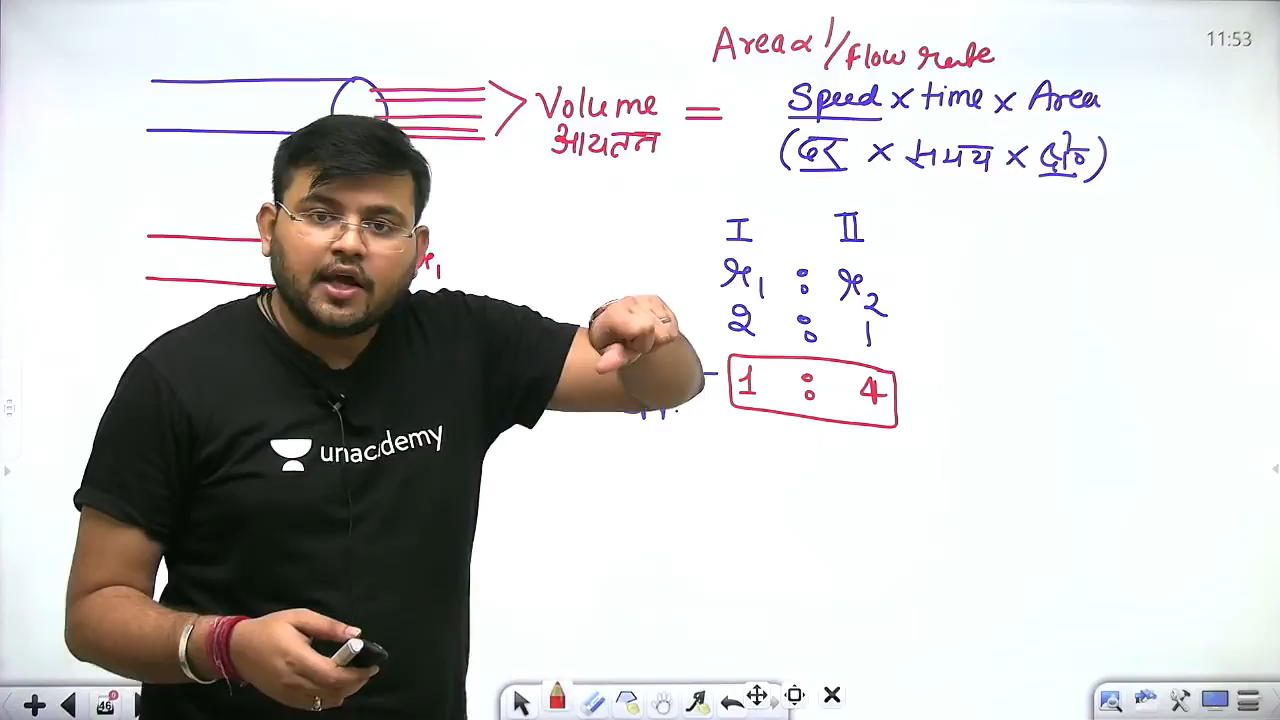 11:53
Area ∝ 1/flow rate
Volume = Speed × time × Area
आयतन (दर × समय × क्षे०)
I II
r₁ : r₂
2 : 1
1 : 4
r₁
unacademy
46